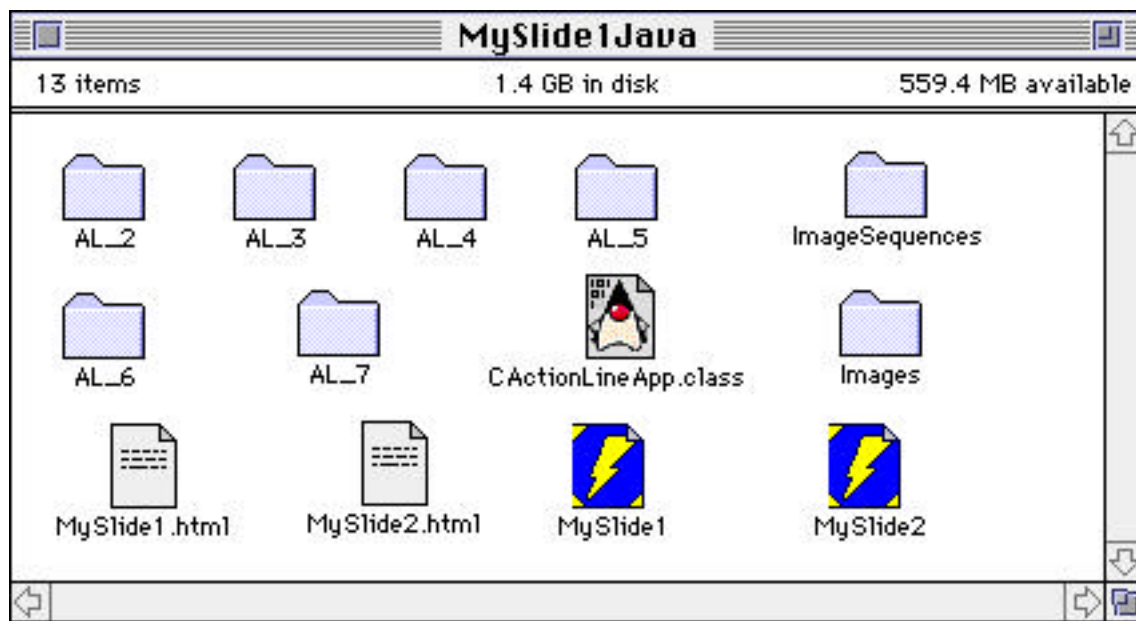 MySlide1Java
13 items 1.4 GB in disk 559.4 MB available
AL_2 AL_3 AL_4 AL_5 ImageSequences
AL_6 AL_7 CActionLineApp.class Images
MySlide1.html MySlide2.html MySlide1 MySlide2